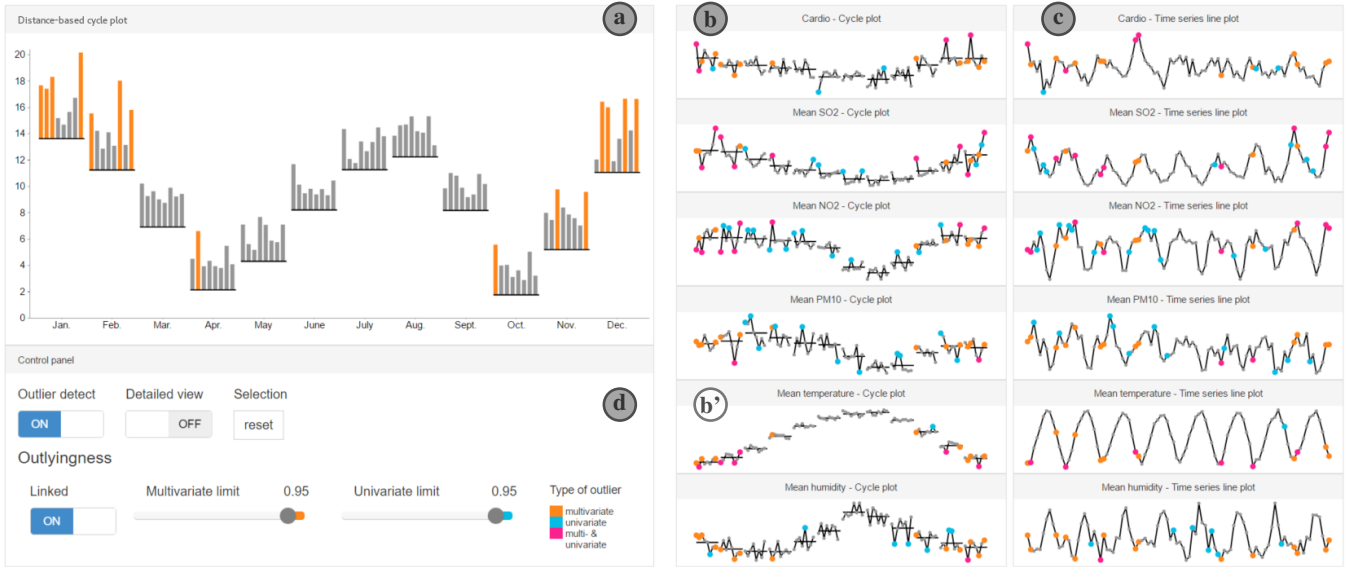 Distance-based cycle plot
a
20
18
16
14
12
10
8
6
4
2
0
Jan.
Feb.
Mar.
Apr.
May
June
July
Aug.
Sept.
Oct.
Nov.
Dec.
Control panel
Outlier detect
Detailed view
Selection
ON
OFF
reset
d
Outlyingness
Linked
Multivariate limit
0.95
Univariate limit
0.95
ON
Type of outlier
multivariate
univariate
multi- &
univariate
b
Cardio - Cycle plot
Mean SO2 - Cycle plot
Mean NO2 - Cycle plot
Mean PM10 - Cycle plot
b’
Mean temperature - Cycle plot
Mean humidity - Cycle plot
c
Cardio - Time series line plot
Mean SO2 - Time series line plot
Mean NO2 - Time series line plot
Mean PM10 - Time series line plot
Mean temperature - Time series line plot
Mean humidity - Time series line plot